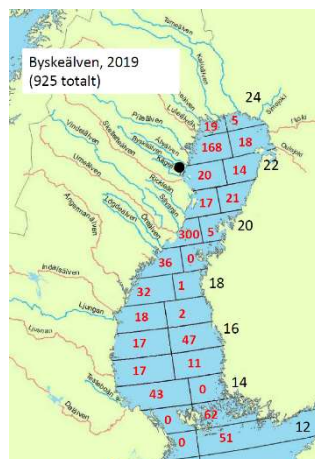 Byskeälven, 2019
(925 totalt)
24
19 5
168 18
22
20 14
17 21
20
300 5
36 0
32 1
18
18 2
16
17 47
17 11
14
43 0
0 62
12
0 51
Torneälven
Kalixälven
Luleälven
Piteälven
Åbyälven
Byskeälven
Kågeälven
Skellefteälven
Rickleån
Sävarån
Vindelälven
Umeälven
Öreälven
Lögdeälven
Ångermanälven
Indalsälven
Ljungan
Ljusnan
Testeboån
Dalälven
Simojoki
Oulujoki